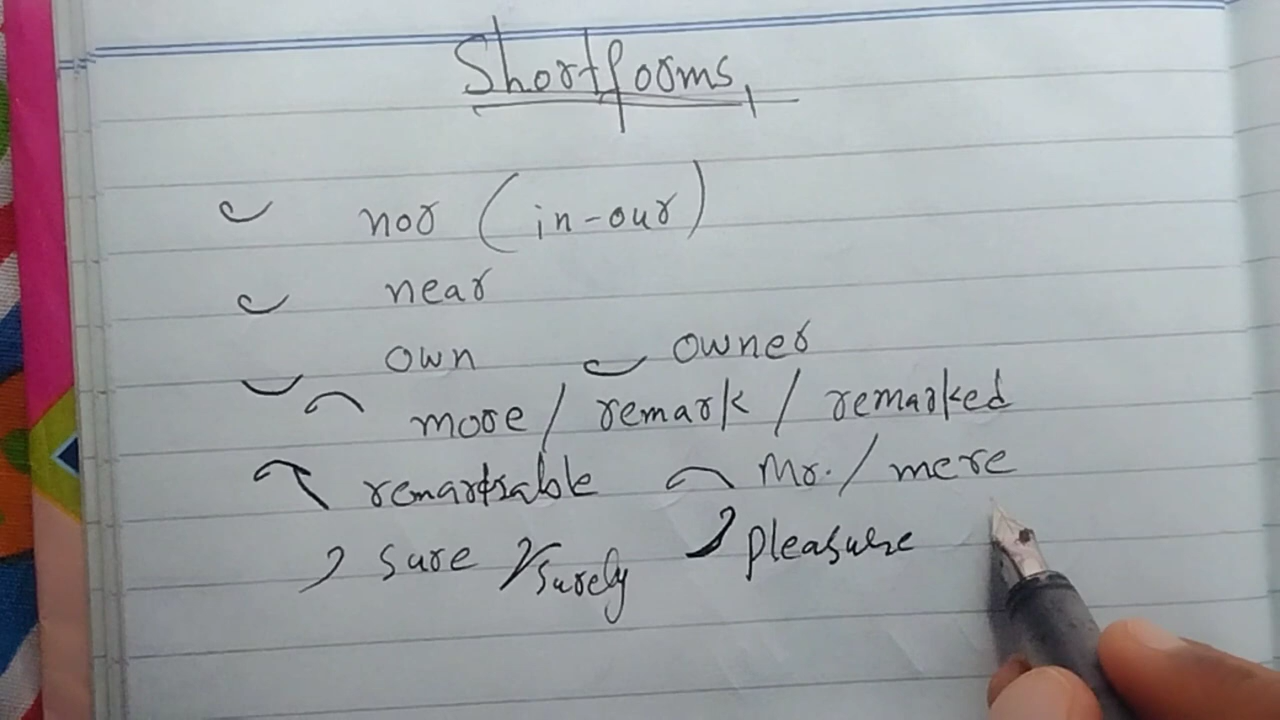 Shortforms
nor (in-our)
near
own owner
more / remark / remarked
remarkable Mr. / mere
sure surely pleasure